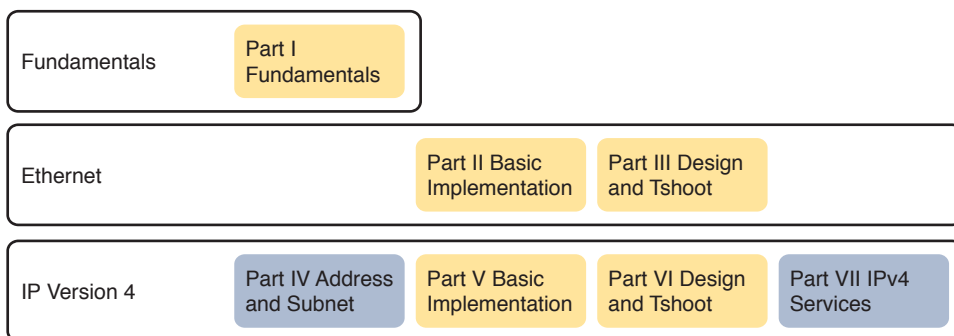 Fundamentals
Part I
Fundamentals
Ethernet
Part II Basic
Implementation
Part III Design
and Tshoot
IP Version 4
Part IV Address
and Subnet
Part V Basic
Implementation
Part VI Design
and Tshoot
Part VII IPv4
Services